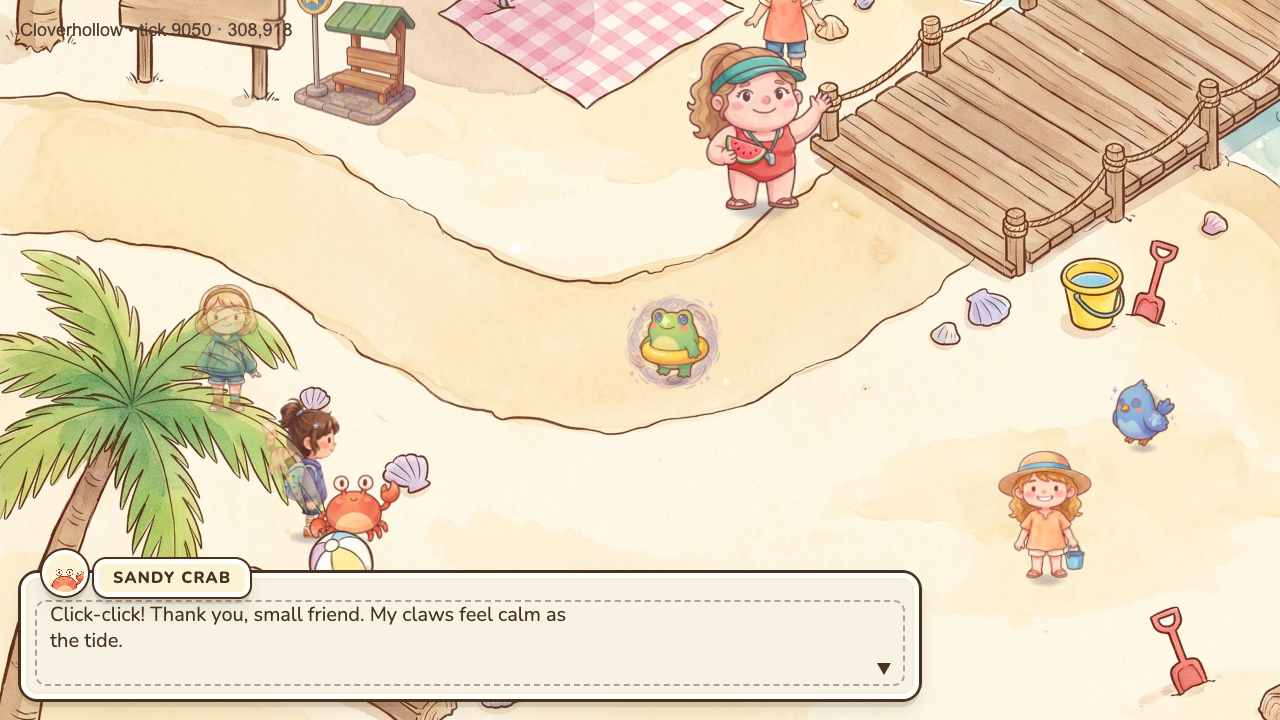 Cloverhollow • tick 9050 · 308,918
SANDY CRAB
Click-click! Thank you, small friend. My claws feel calm as
the tide.